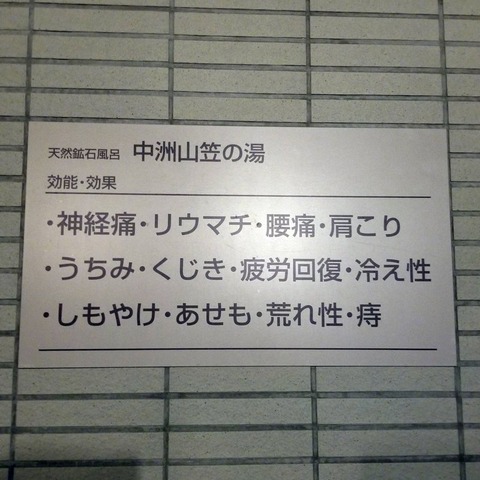 天然鉱石風呂 中洲山笠の湯
効能・効果
・神経痛・リウマチ・腰痛・肩こり
・うちみ・くじき・疲労回復・冷え性
・しもやけ・あせも・荒れ性・痔